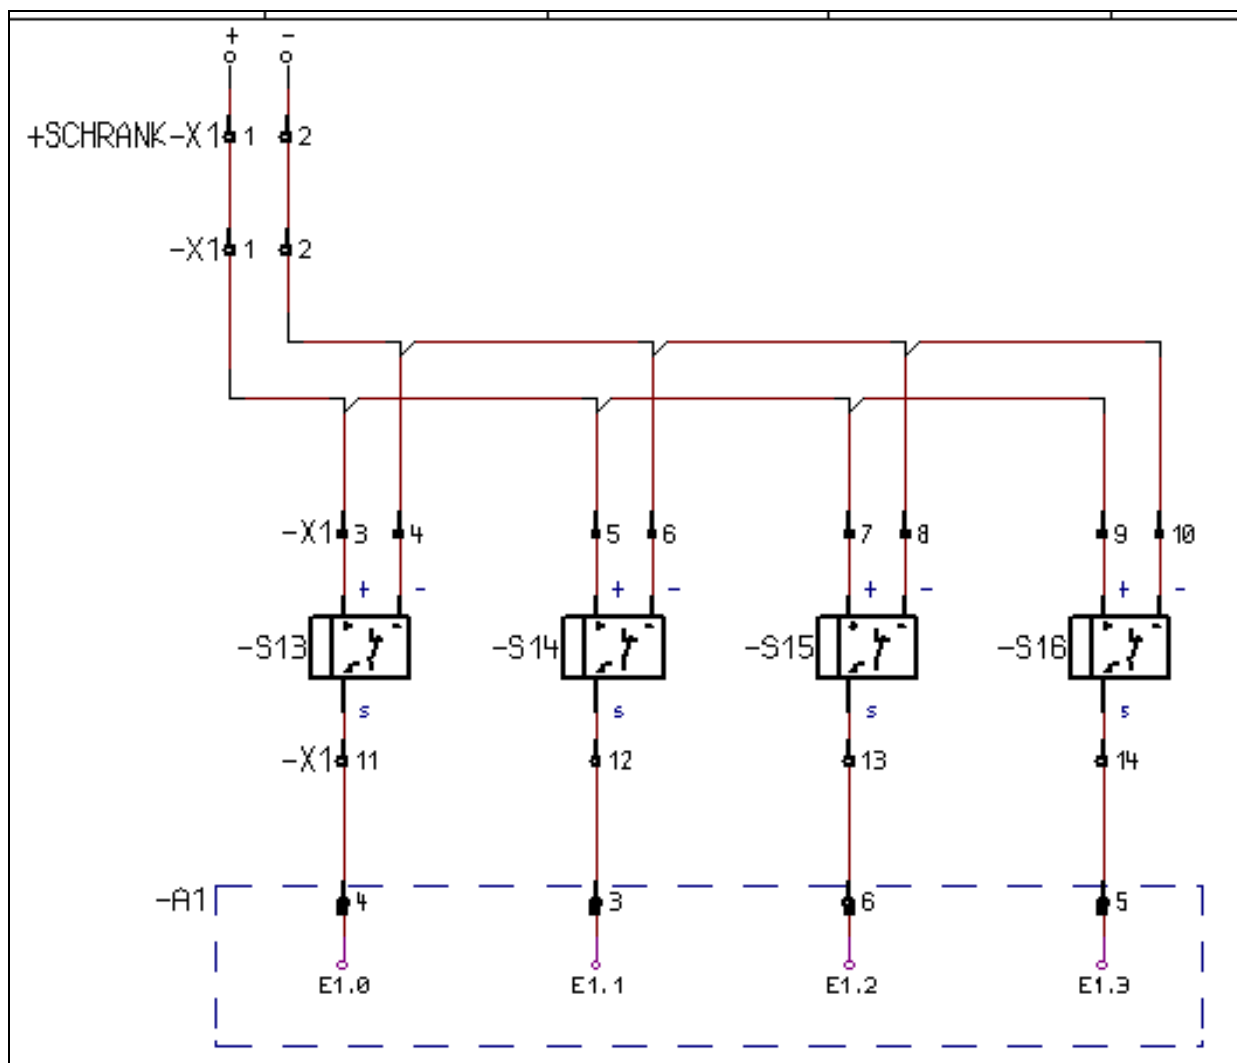 + -
+SCHRANK-X1 1 2
-X1 1 2
-X1 3 4 5 6 7 8 9 10
+ - + - + - + -
-S13 -S14 -S15 -S16
s s s s
-X1 11 12 13 14
-A1 4 3 6 5
E1.0 E1.1 E1.2 E1.3